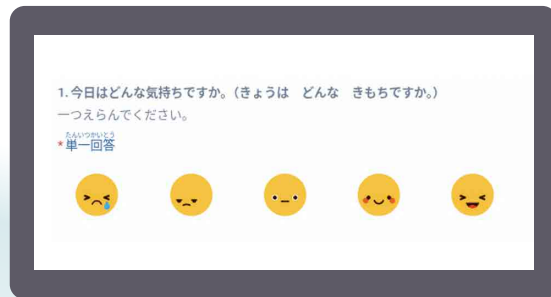 1.今日はどんな気持ちですか。(きょうは　どんな　きもちですか。)
一つえらんでください。
たんいつかいとう
*単一回答